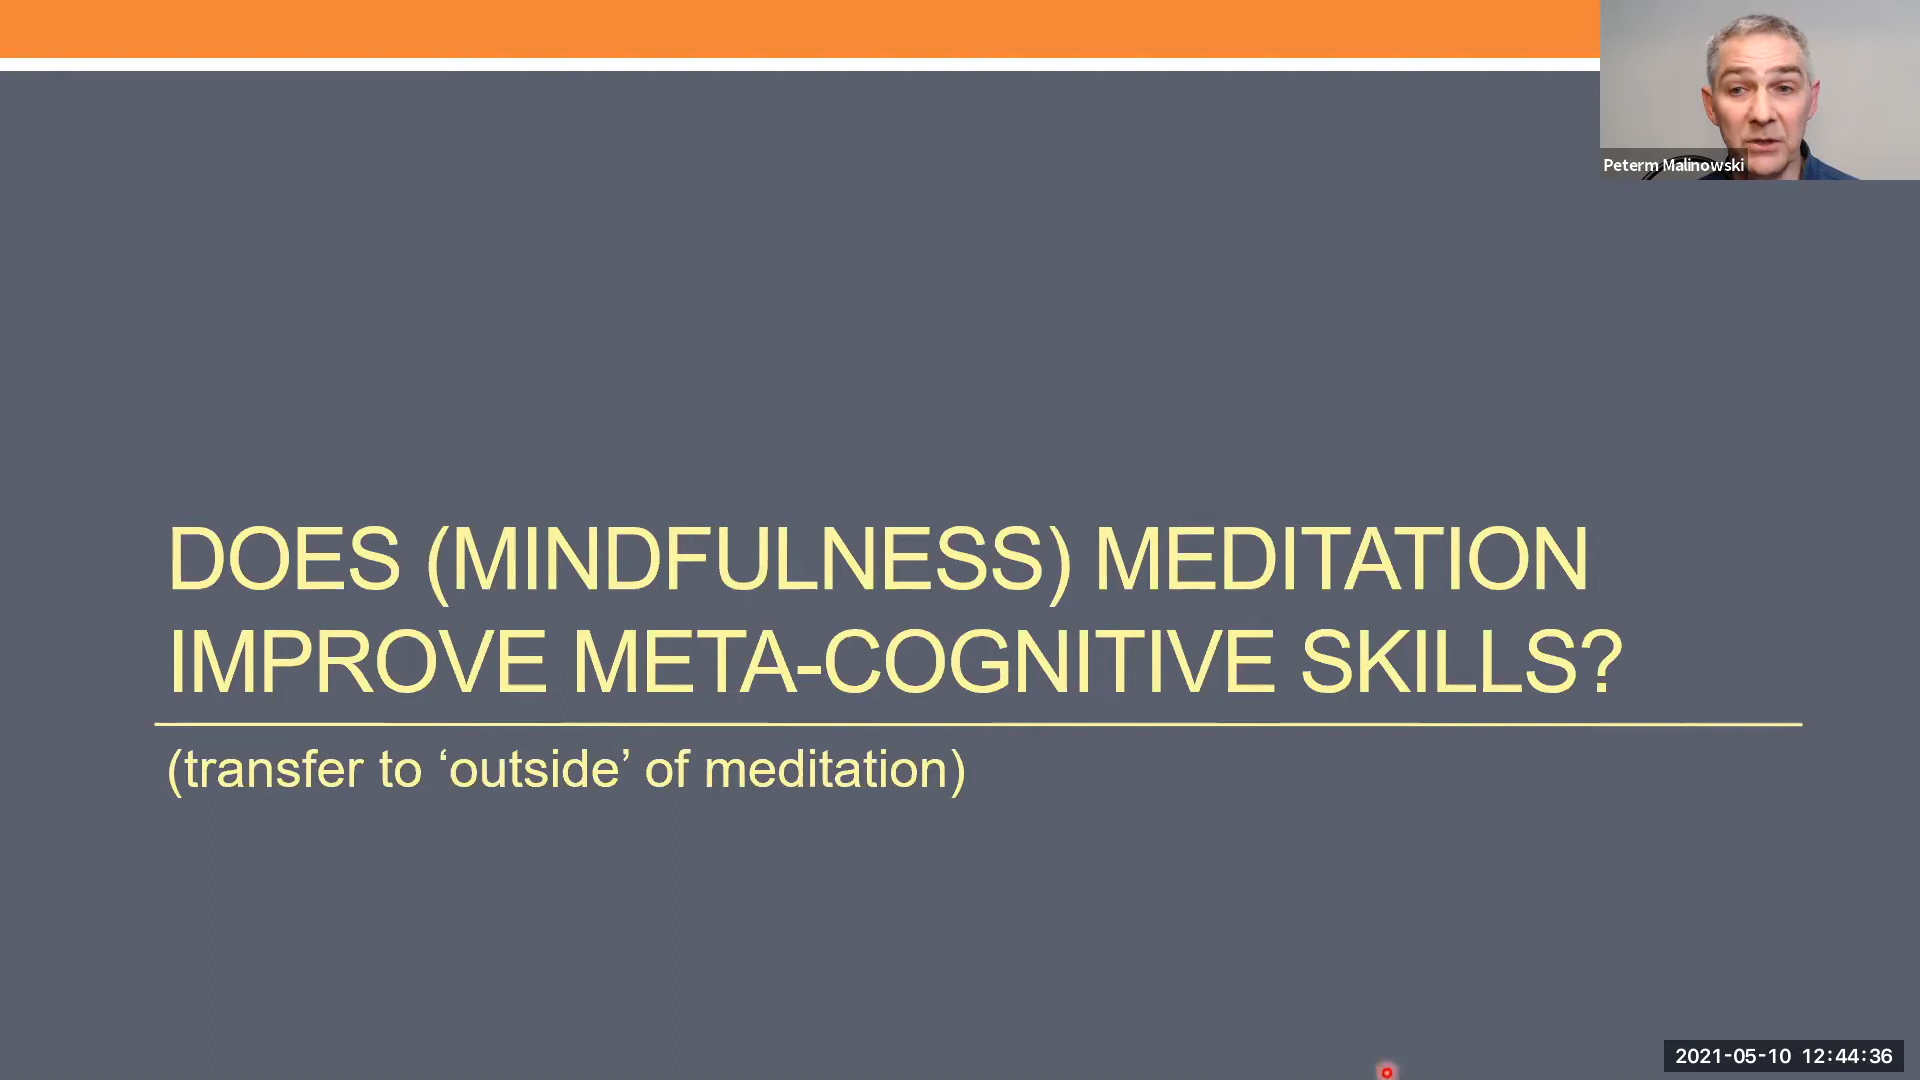 Peterm Malinowski
DOES (MINDFULNESS) MEDITATION
IMPROVE META-COGNITIVE SKILLS?
(transfer to ‘outside’ of meditation)
2021-05-10 12:44:36